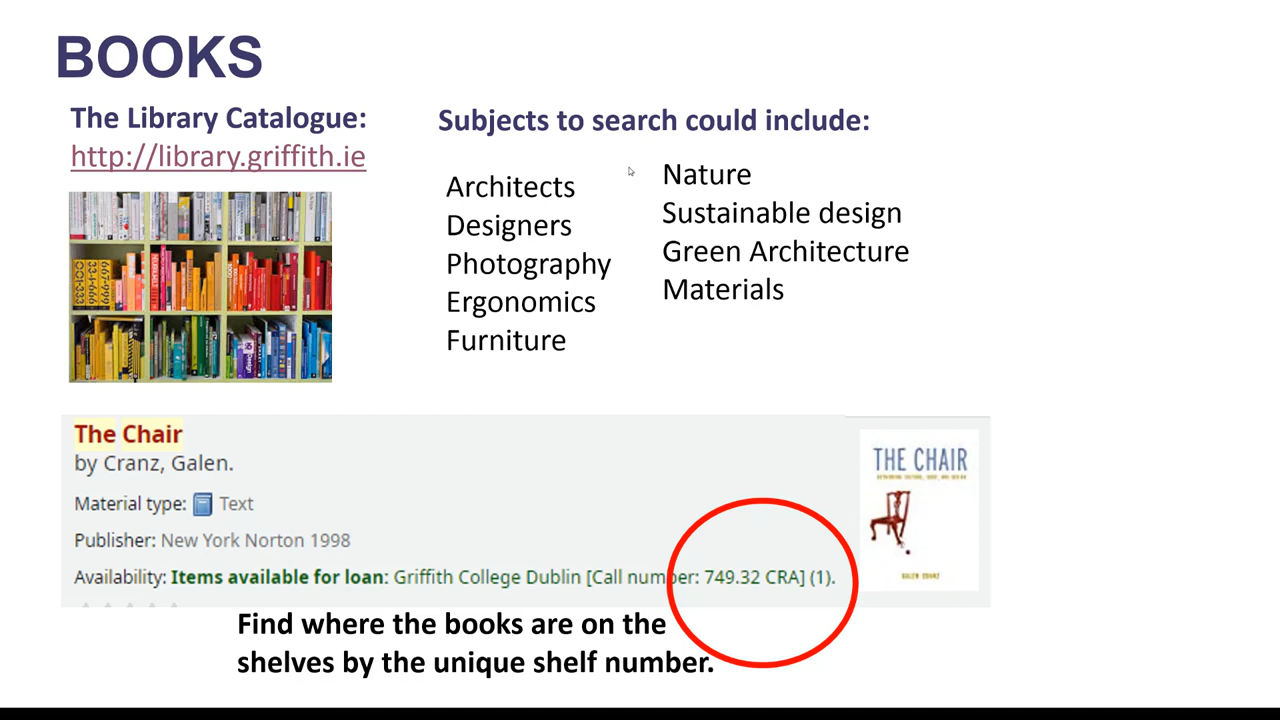 BOOKS
The Library Catalogue:
http://library.griffith.ie
Subjects to search could include:
Architects
Designers
Photography
Ergonomics
Furniture
Nature
Sustainable design
Green Architecture
Materials
The Chair
by Cranz, Galen.
Material type: Text
Publisher: New York Norton 1998
Availability: Items available for loan: Griffith College Dublin [Call number: 749.32 CRA] (1).
THE CHAIR
GALEN CRANZ
Find where the books are on the
shelves by the unique shelf number.